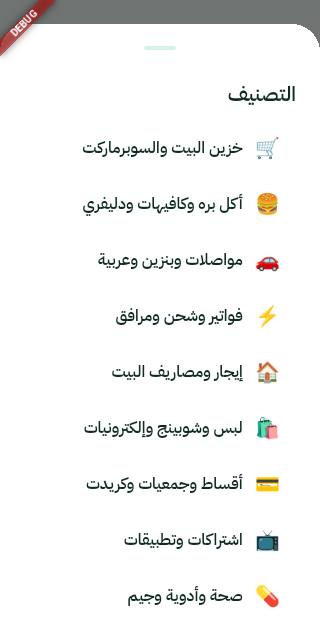 DEBUG
التصنيف
خزين البيت والسوبرماركت
أكل بره وكافيهات ودليفري
مواصلات وبنزين وعربية
فواتير وشحن ومرافق
إيجار ومصاريف البيت
لبس وشوبينج وإلكترونيات
أقساط وجمعيات وكريدت
اشتراكات وتطبيقات
صحة وأدوية وجيم